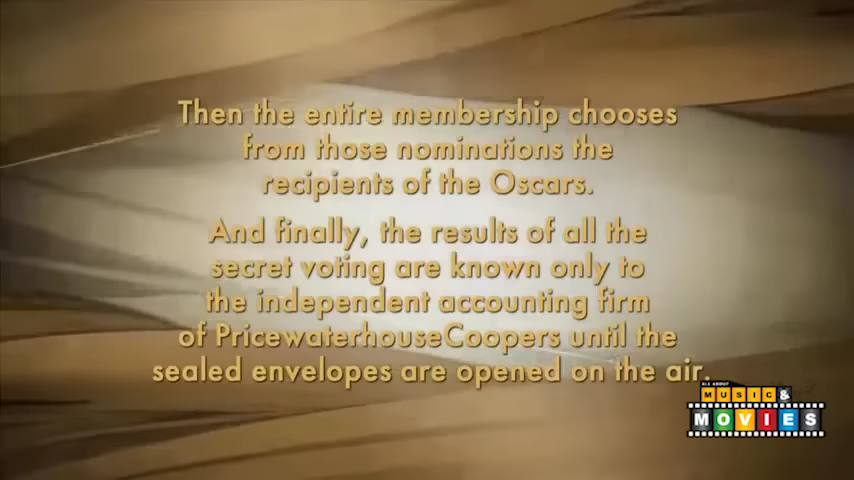 Then the entire membership chooses
from those nominations the
recipients of the Oscars.
And finally, the results of all the
secret voting are known only to
the independent accounting firm
of PricewaterhouseCoopers until the
sealed envelopes are opened on the air.
ALL ABOUT
MUSIC &
MOVIES